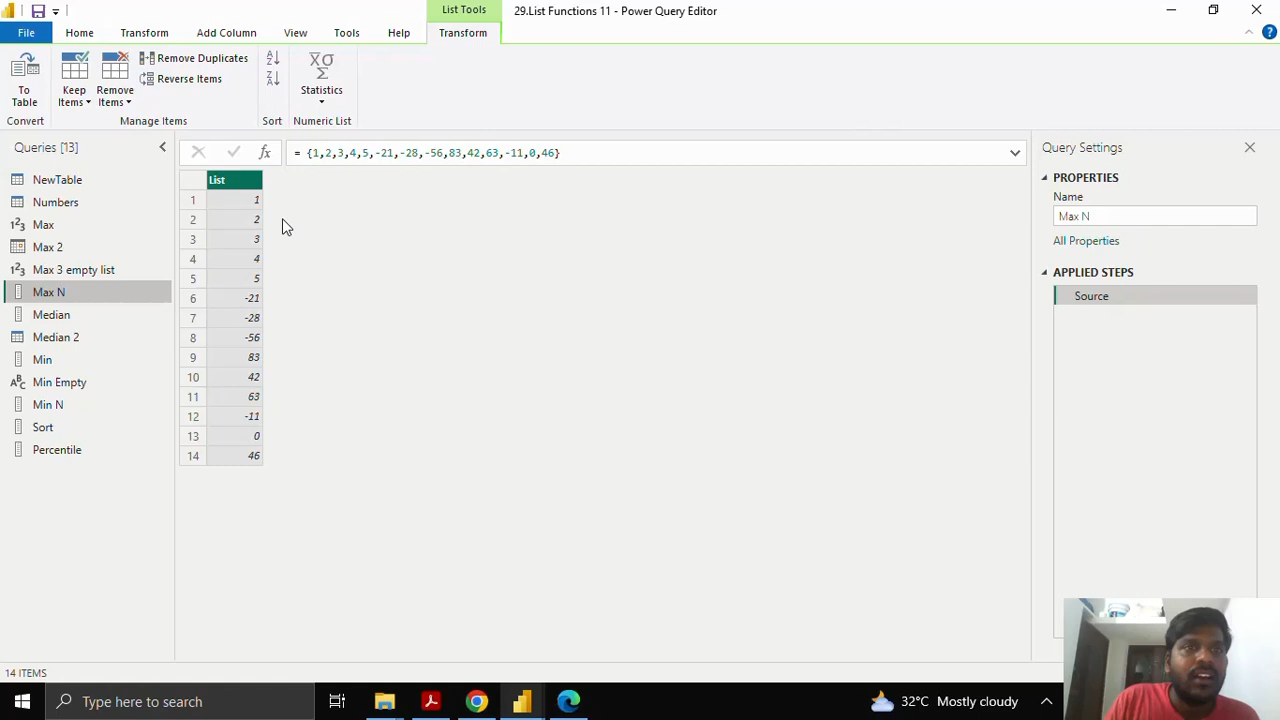 List Tools
29.List Functions 11 - Power Query Editor
File
Home
Transform
Add Column
View
Tools
Help
Transform
To
Table
Keep
Items
Remove
Items
Remove Duplicates
Reverse Items
A
Z
Z
A
Xσ
Σ
Statistics
Convert
Manage Items
Sort
Numeric List
Queries [13]
NewTable
Numbers
123 Max
Max 2
123 Max 3 empty list
Max N
Median
Median 2
Min
ABC Min Empty
Min N
Sort
Percentile
fx
= {1,2,3,4,5,-21,-28,-56,83,42,63,-11,0,46}
List
1 1
2 2
3 3
4 4
5 5
6 -21
7 -28
8 -56
9 83
10 42
11 63
12 -11
13 0
14 46
Query Settings
PROPERTIES
Name
Max N
All Properties
APPLIED STEPS
Source
14 ITEMS
Type here to search
32°C Mostly cloudy